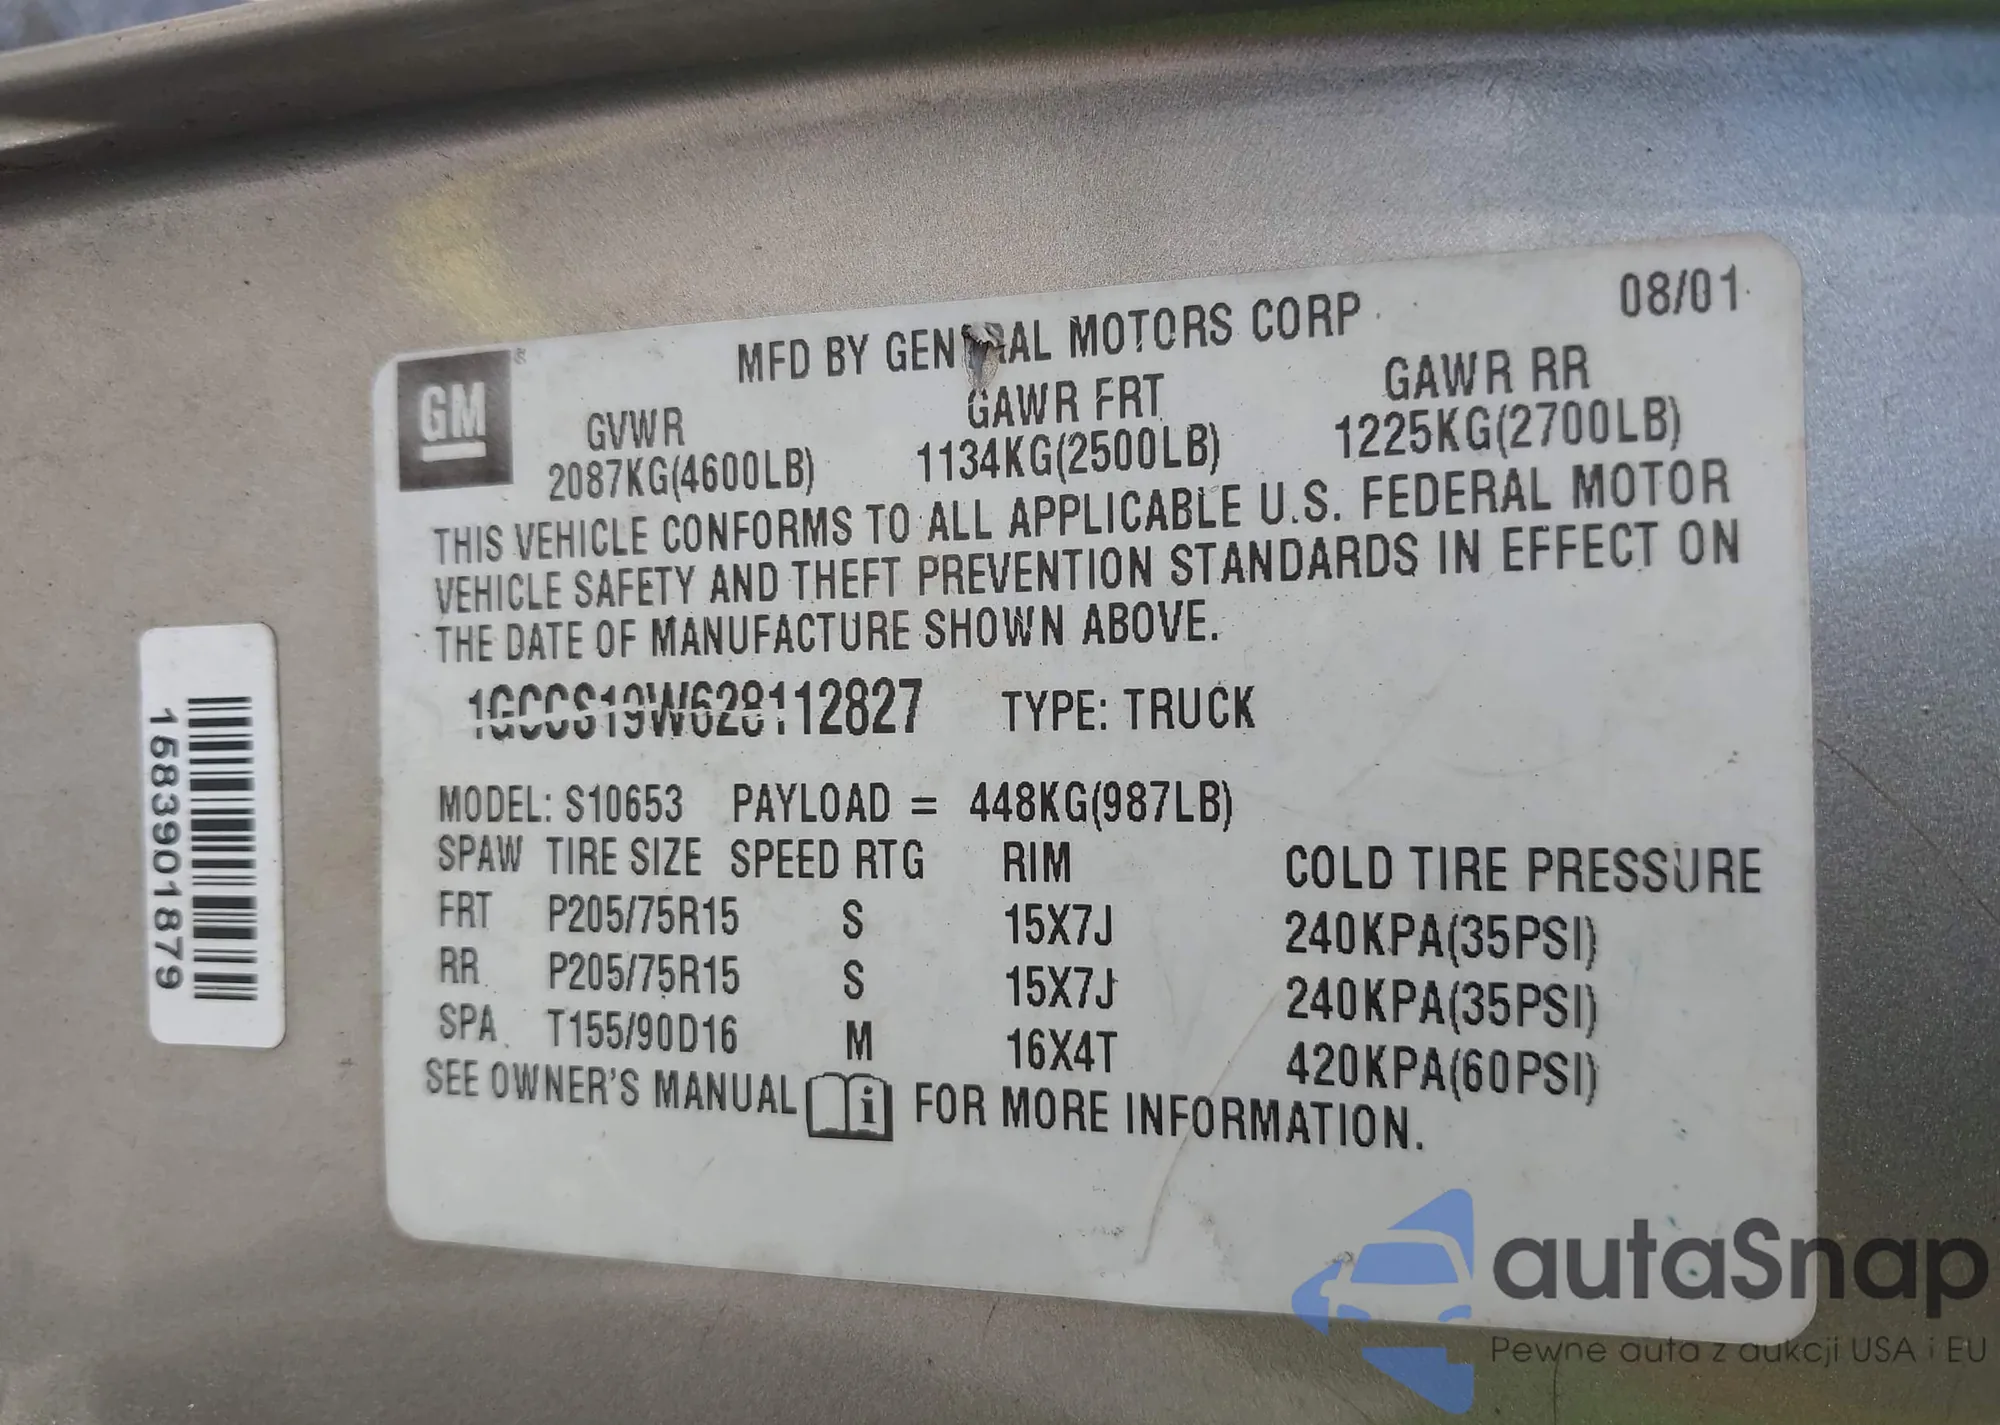 08/01
MFD BY GENERAL MOTORS CORP
GM
®
GVWR GAWR FRT GAWR RR
2087KG(4600LB) 1134KG(2500LB) 1225KG(2700LB)
THIS VEHICLE CONFORMS TO ALL APPLICABLE U.S. FEDERAL MOTOR
VEHICLE SAFETY AND THEFT PREVENTION STANDARDS IN EFFECT ON
THE DATE OF MANUFACTURE SHOWN ABOVE.
1GCCS19W628112827 TYPE: TRUCK
MODEL: S10653 PAYLOAD = 448KG(987LB)
SPAW TIRE SIZE SPEED RTG RIM COLD TIRE PRESSURE
FRT P205/75R15 S 15X7J 240KPA(35PSI)
RR P205/75R15 S 15X7J 240KPA(35PSI)
SPA T155/90D16 M 16X4T 420KPA(60PSI)
SEE OWNER'S MANUAL i FOR MORE INFORMATION.
1683901879
autaSnap
Pewne auta z aukcji USA i EU